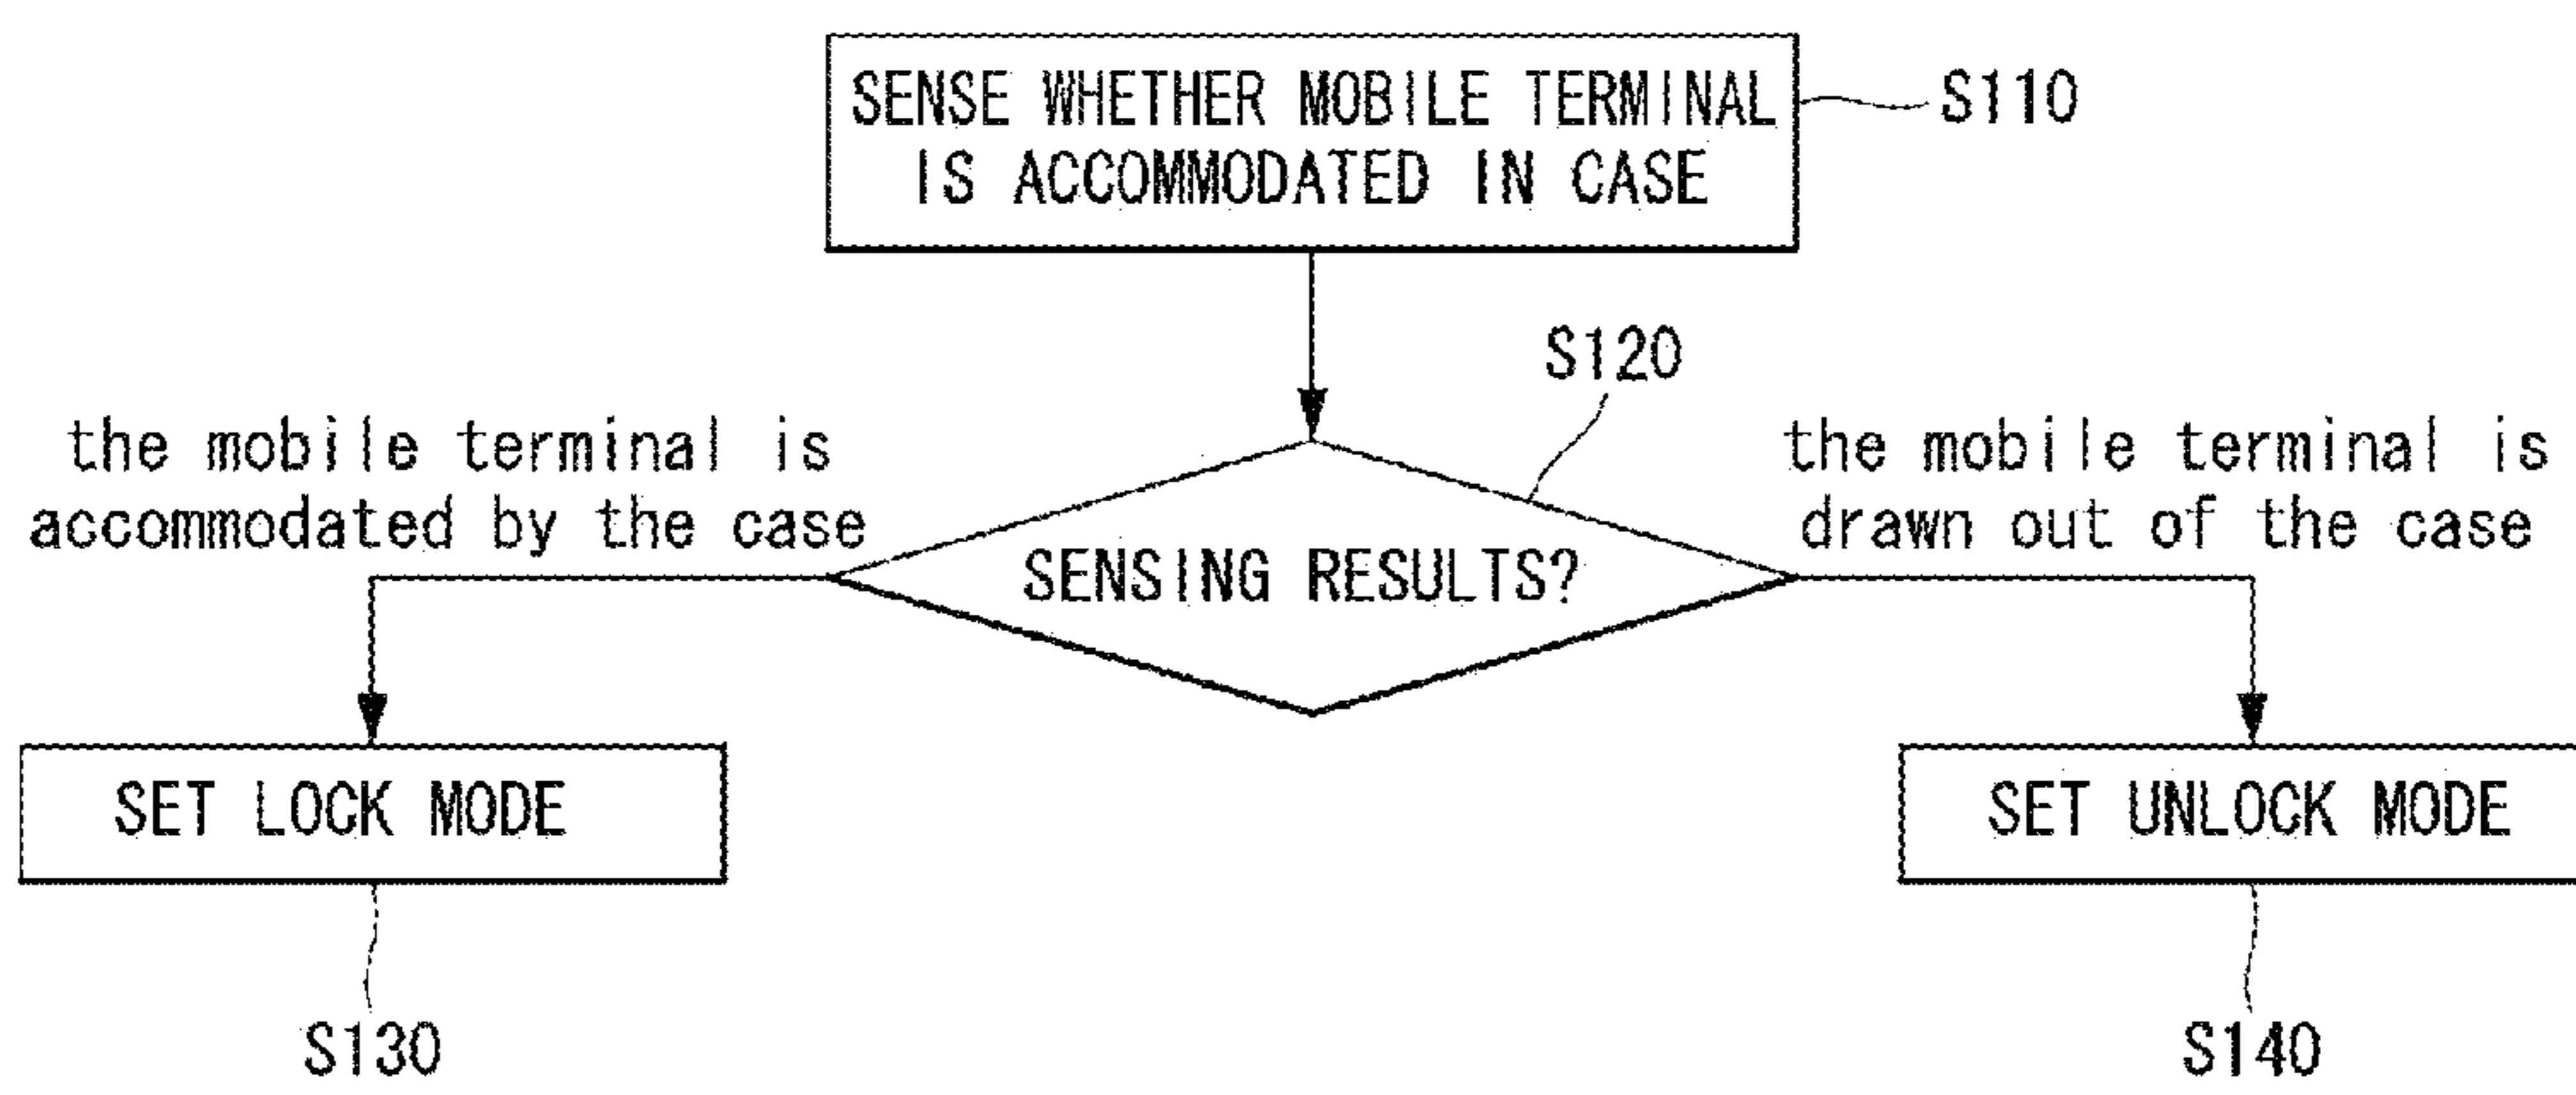 SENSE WHETHER MOBILE TERMINAL
IS ACCOMMODATED IN CASE
S110
S120
the mobile terminal is
accommodated by the case
the mobile terminal is
drawn out of the case
SENSING RESULTS?
SET LOCK MODE
SET UNLOCK MODE
S130
S140